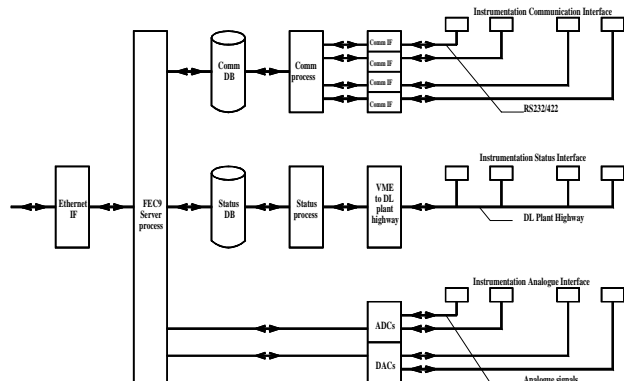 Instrumentation Communication Interface
Comm
DB
Comm
process
Comm IF
Comm IF
Comm IF
Comm IF
RS232/422
Instrumentation Status Interface
Ethernet
IF
FEC9
Server
process
Status
DB
Status
process
VME
to DL
plant
highway
DL Plant Highway
Instrumentation Analogue Interface
ADCs
DACs
Analogue signals